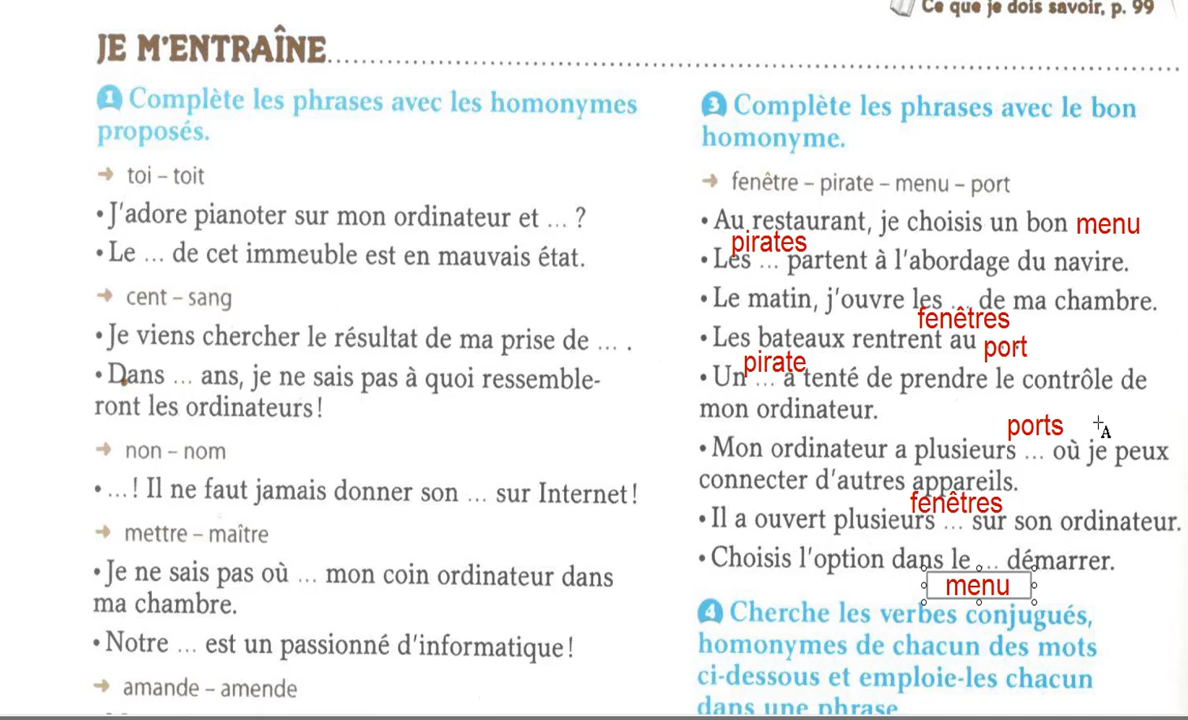 Ce que je dois savoir, p. 99
JE M'ENTRAÎNE
1 Complète les phrases avec les homonymes
proposés.
➔ toi – toit
• J'adore pianoter sur mon ordinateur et ... ?
• Le ... de cet immeuble est en mauvais état.
➔ cent – sang
• Je viens chercher le résultat de ma prise de ... .
• Dans ... ans, je ne sais pas à quoi ressemble-
ront les ordinateurs !
➔ non – nom
• ... ! Il ne faut jamais donner son ... sur Internet !
➔ mettre – maître
• Je ne sais pas où ... mon coin ordinateur dans
ma chambre.
• Notre ... est un passionné d'informatique !
➔ amande – amende
3 Complète les phrases avec le bon
homonyme.
➔ fenêtre – pirate – menu – port
• Au restaurant, je choisis un bon menu
pirates
• Les ... partent à l'abordage du navire.
• Le matin, j'ouvre les ... de ma chambre.
fenêtres
• Les bateaux rentrent au
port
pirate
• Un ... a tenté de prendre le contrôle de
mon ordinateur.
ports
• Mon ordinateur a plusieurs ... où je peux
connecter d'autres appareils.
fenêtres
• Il a ouvert plusieurs ... sur son ordinateur.
• Choisis l'option dans le ... démarrer.
menu
4 Cherche les verbes conjugués,
homonymes de chacun des mots
ci-dessous et emploie-les chacun
dans une phrase